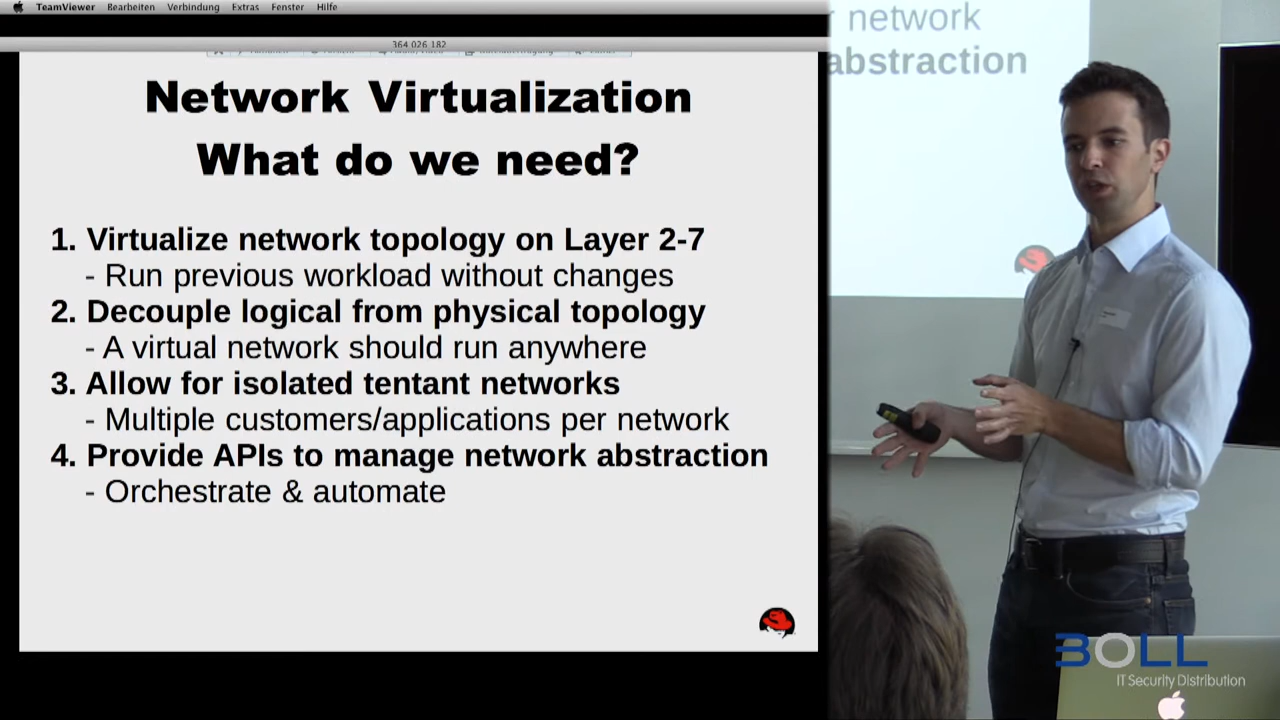 TeamViewer Bearbeiten Verbindung Extras Fenster Hilfe
364 026 182
Network Virtualization
What do we need?
1. Virtualize network topology on Layer 2-7
- Run previous workload without changes
2. Decouple logical from physical topology
- A virtual network should run anywhere
3. Allow for isolated tentant networks
- Multiple customers/applications per network
4. Provide APIs to manage network abstraction
- Orchestrate & automate
network
abstraction
BOLL
IT Security Distribution